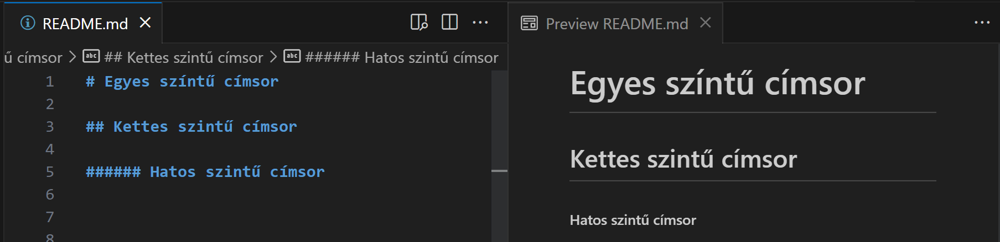 README.md
ű címsor > ## Kettes szintű címsor > ###### Hatos szintű címsor
1 # Egyes színtű címsor
2
3 ## Kettes szintű címsor
4
5 ###### Hatos szintű címsor
6
7
8
Preview README.md
Egyes színtű címsor
Kettes szintű címsor
Hatos szintű címsor